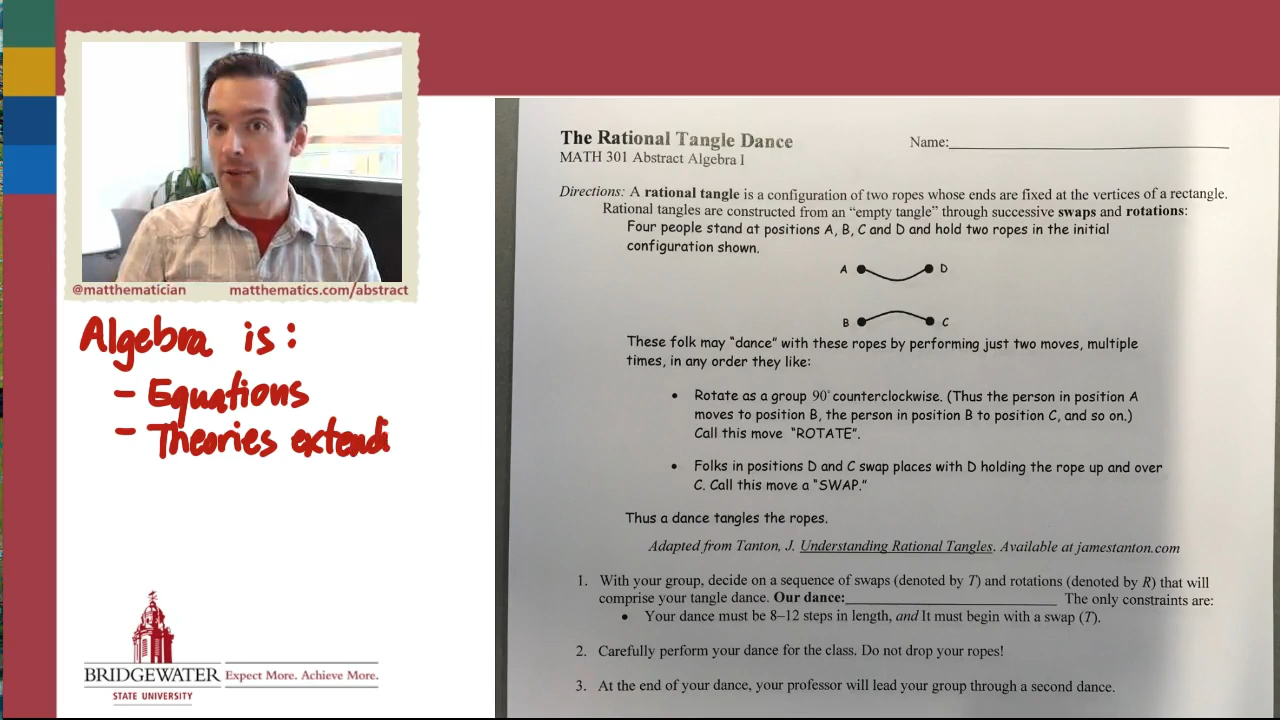 @matthematician matthematics.com/abstract
Algebra is:
- Equations
- Theories extendi
BRIDGEWATER
STATE UNIVERSITY
Expect More. Achieve More.
The Rational Tangle Dance
Name:
MATH 301 Abstract Algebra I
Directions: A rational tangle is a configuration of two ropes whose ends are fixed at the vertices of a rectangle.
Rational tangles are constructed from an “empty tangle” through successive swaps and rotations:
Four people stand at positions A, B, C and D and hold two ropes in the initial
configuration shown.
A D
B C
These folk may “dance” with these ropes by performing just two moves, multiple
times, in any order they like:
• Rotate as a group 90° counterclockwise. (Thus the person in position A
moves to position B, the person in position B to position C, and so on.)
Call this move “ROTATE”.
• Folks in positions D and C swap places with D holding the rope up and over
C. Call this move a “SWAP.”
Thus a dance tangles the ropes.
Adapted from Tanton, J. Understanding Rational Tangles. Available at jamestanton.com
1. With your group, decide on a sequence of swaps (denoted by T) and rotations (denoted by R) that will
comprise your tangle dance. Our dance: The only constraints are:
• Your dance must be 8–12 steps in length, and It must begin with a swap (T).
2. Carefully perform your dance for the class. Do not drop your ropes!
3. At the end of your dance, your professor will lead your group through a second dance.